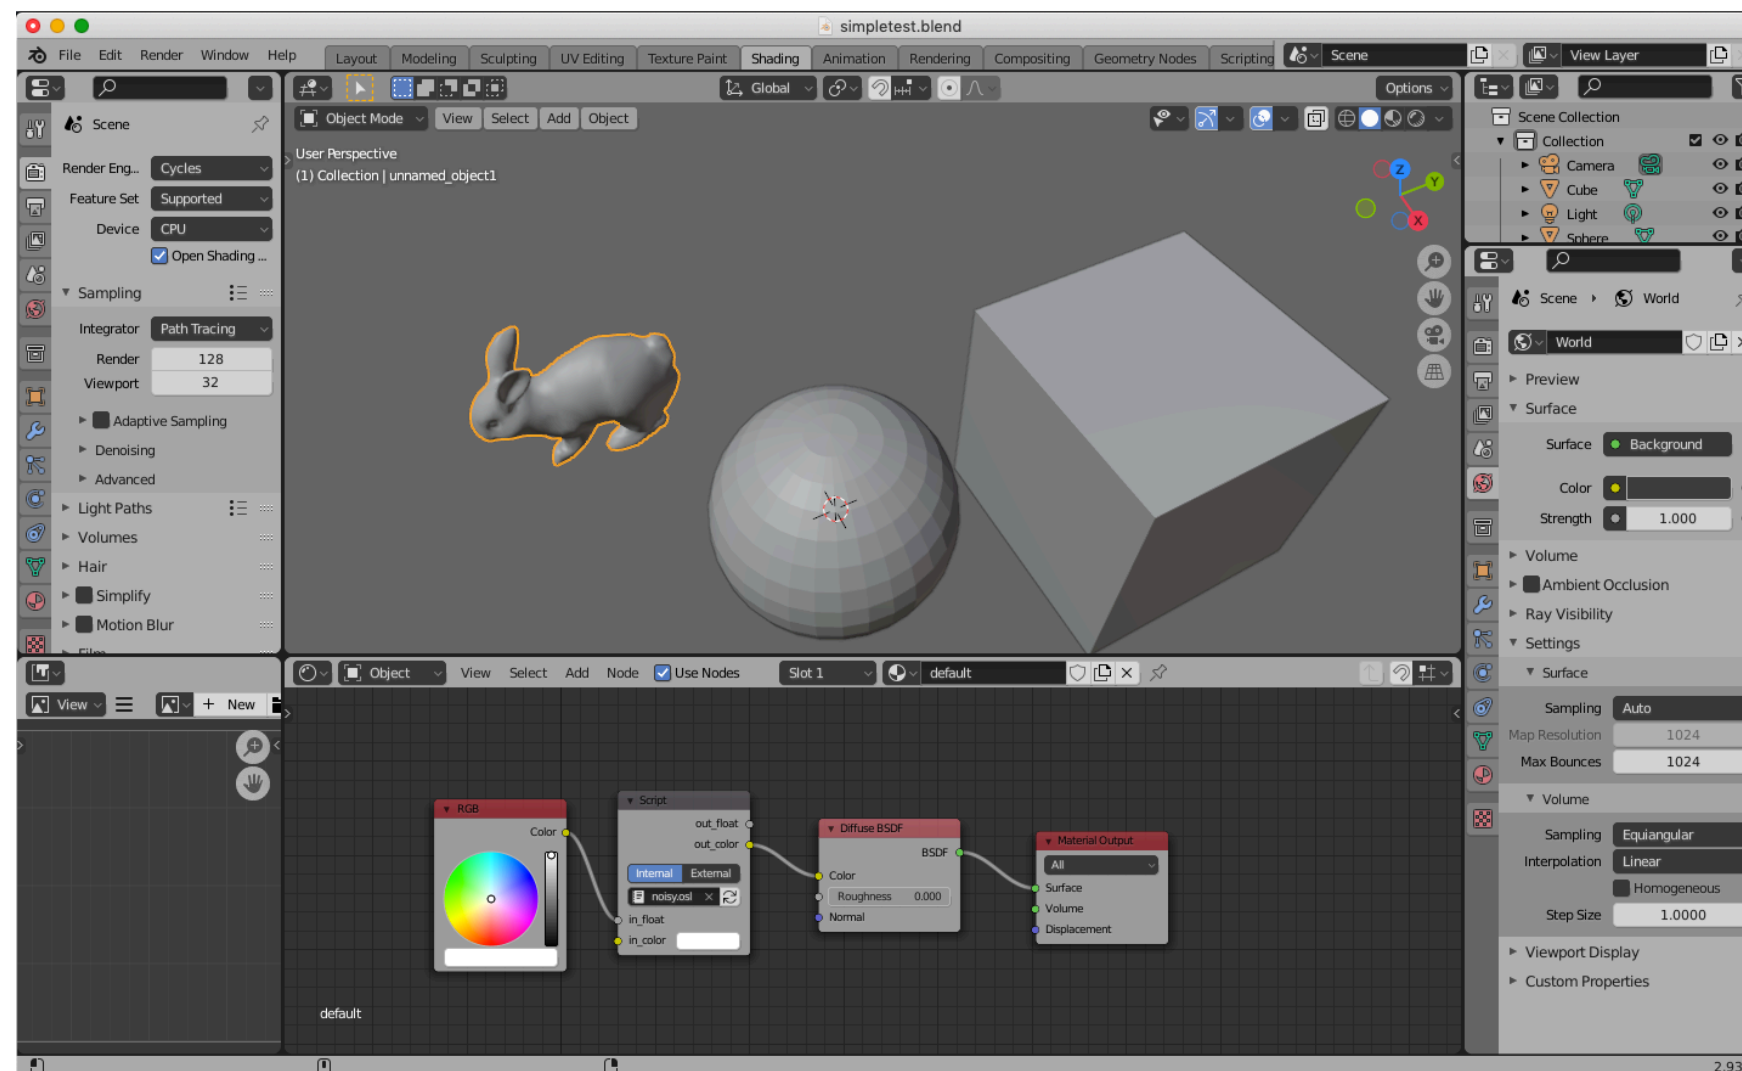 simpletest.blend
File Edit Render Window Help
Layout Modeling Sculpting UV Editing Texture Paint Shading Animation Rendering Compositing Geometry Nodes Scripting
Scene
View Layer
Scene
Render Eng...
Cycles
Feature Set
Supported
Device
CPU
Open Shading ...
Sampling
Integrator
Path Tracing
Render
128
Viewport
32
Adaptive Sampling
Denoising
Advanced
Light Paths
Volumes
Hair
Simplify
Motion Blur
Film
Global
Options
Object Mode
View Select Add Object
User Perspective
(1) Collection | unnamed_object1
Z
Y
X
Scene Collection
Collection
Camera
Cube
Light
Sphere
Scene
World
World
Preview
Surface
Surface
Background
Color
Strength
1.000
Volume
Ambient Occlusion
Ray Visibility
Settings
Surface
Sampling
Auto
Map Resolution
1024
Max Bounces
1024
Volume
Sampling
Equiangular
Interpolation
Linear
Homogeneous
Step Size
1.0000
Viewport Display
Custom Properties
View
+ New
Object
View Select Add Node
Use Nodes
Slot 1
default
RGB
Color
Script
out_float
out_color
Internal External
noisy.osl
in_float
in_color
Diffuse BSDF
BSDF
Color
Roughness 0.000
Normal
Material Output
All
Surface
Volume
Displacement
default
2.93